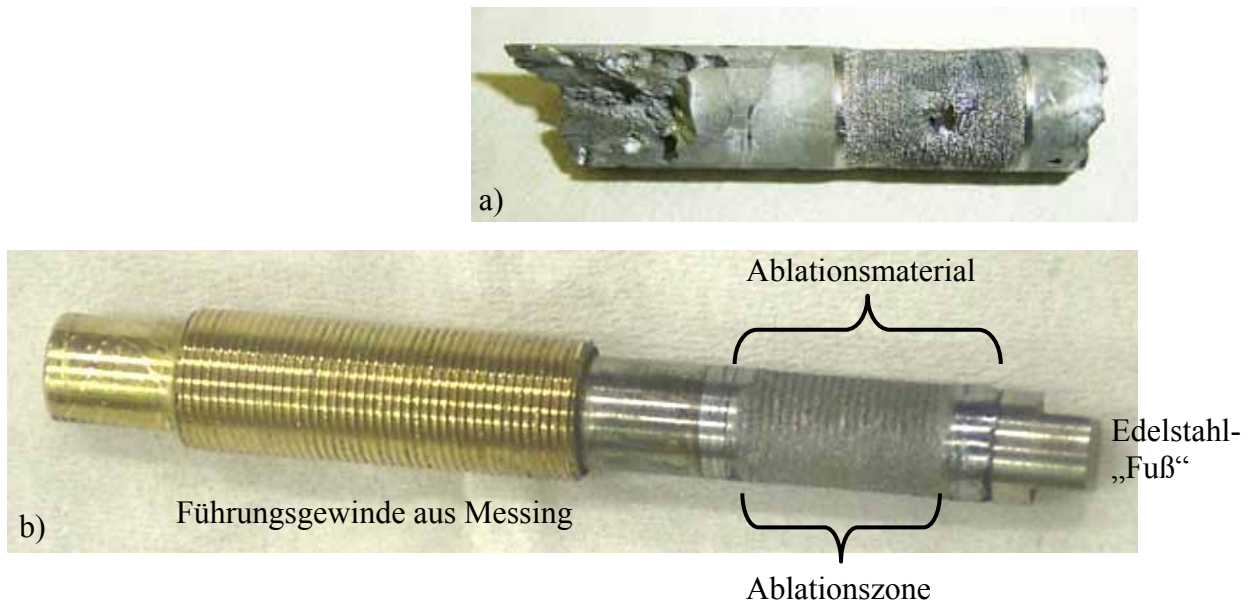 a)
Ablationsmaterial
Edelstahl-
„Fuß“
Führungsgewinde aus Messing
b)
Ablationszone